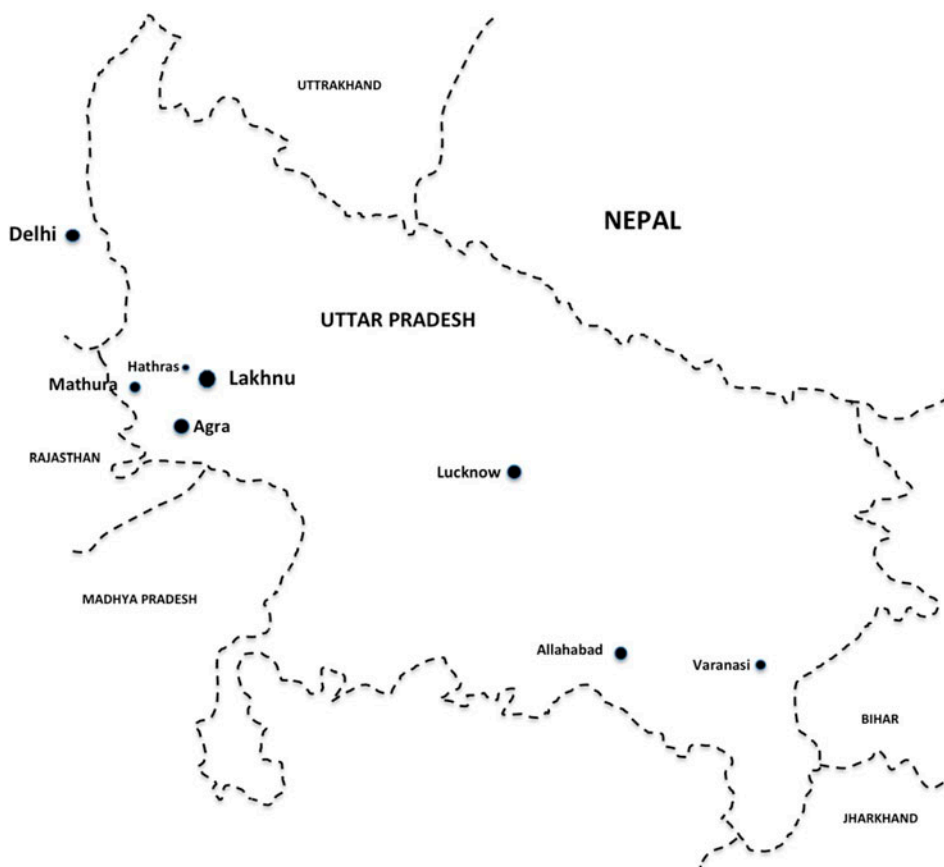 UTTRAKHAND
NEPAL
Delhi
UTTAR PRADESH
Hathras
Lakhnu
Mathura
Agra
RAJASTHAN
Lucknow
MADHYA PRADESH
Allahabad
Varanasi
BIHAR
JHARKHAND